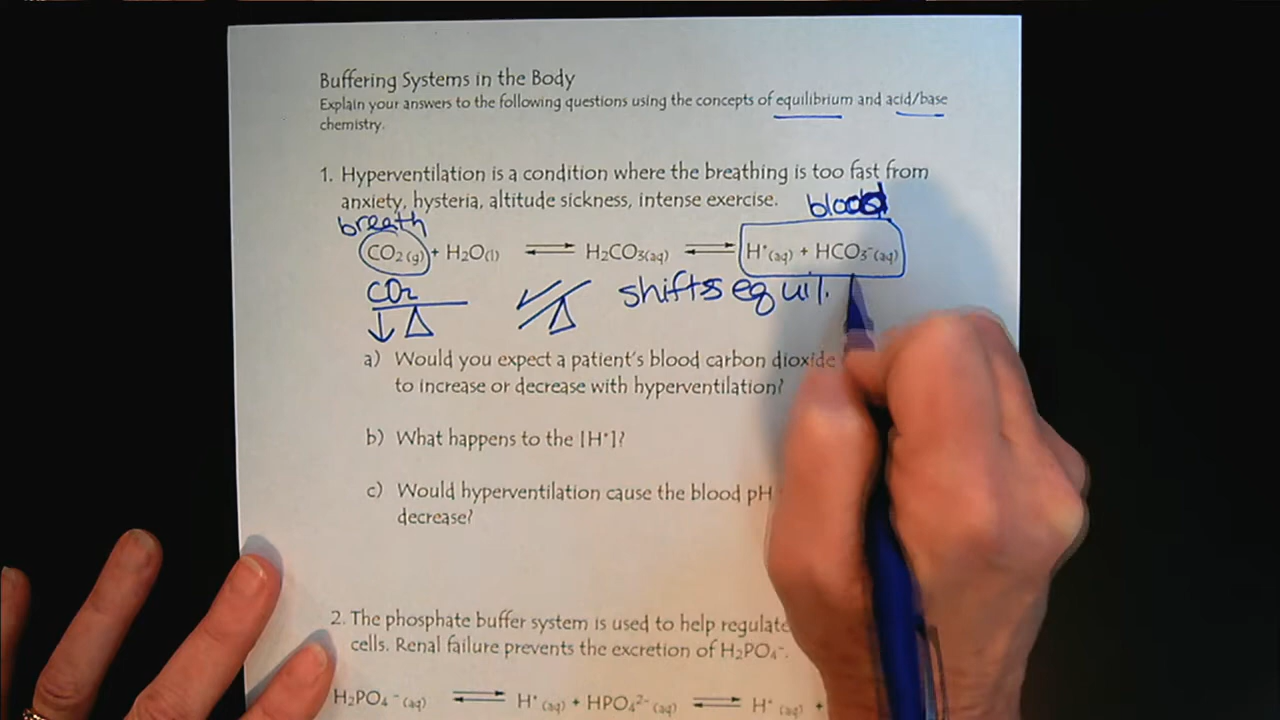 Buffering Systems in the Body
Explain your answers to the following questions using the concepts of equilibrium and acid/base
chemistry.
1. Hyperventilation is a condition where the breathing is too fast from
anxiety, hysteria, altitude sickness, intense exercise.
breath
blood
CO₂(g) + H₂O(l) ⇌ H₂CO₃(aq) ⇌ H⁺(aq) + HCO₃⁻(aq)
CO₂
shifts equil.
↓
a) Would you expect a patient's blood carbon dioxide
to increase or decrease with hyperventilation?
b) What happens to the [H⁺]?
c) Would hyperventilation cause the blood pH
decrease?
2. The phosphate buffer system is used to help regulate
cells. Renal failure prevents the excretion of H₂PO₄⁻.
H₂PO₄⁻(aq) ⇌ H⁺(aq) + HPO₄²⁻(aq) ⇌ H⁺(aq) +